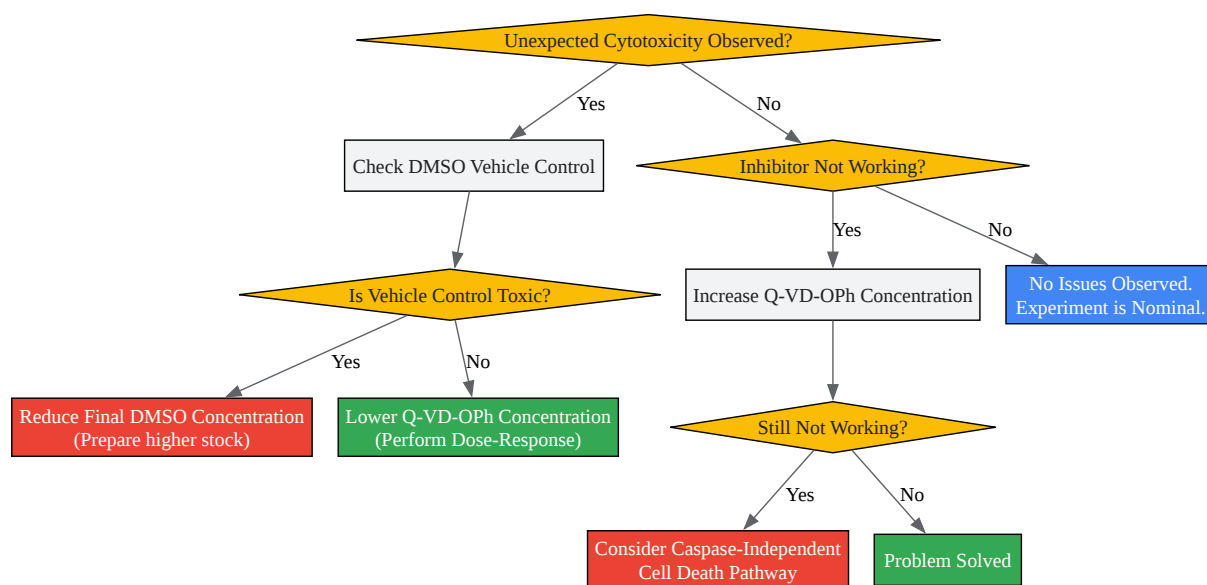 Unexpected Cytotoxicity Observed?
Yes
No
Check DMSO Vehicle Control
Inhibitor Not Working?
Yes
No
Is Vehicle Control Toxic?
Increase Q-VD-OPh Concentration
No Issues Observed.
Experiment is Nominal.
Yes
No
Reduce Final DMSO Concentration
(Prepare higher stock)
Lower Q-VD-OPh Concentration
(Perform Dose-Response)
Still Not Working?
Yes
No
Consider Caspase-Independent
Cell Death Pathway
Problem Solved